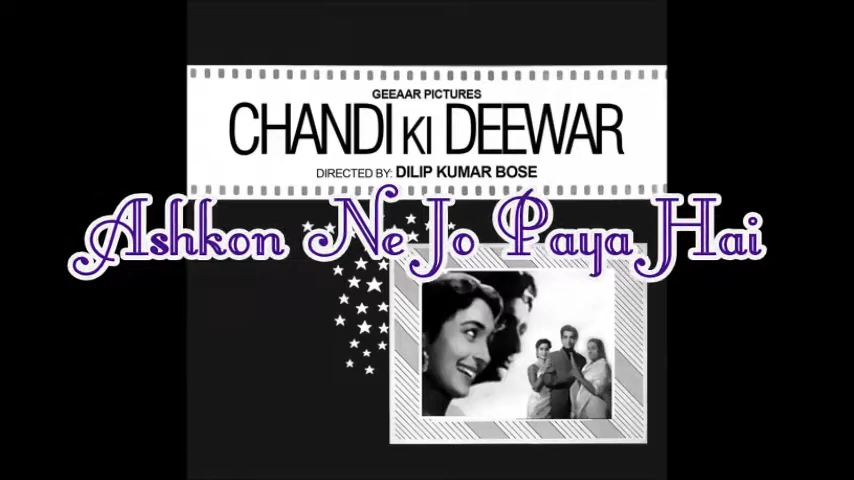 GEEAAR PICTURES
CHANDI KI DEEWAR
DIRECTED BY: DILIP KUMAR BOSE
Ashkon Ne Jo Paya Hai